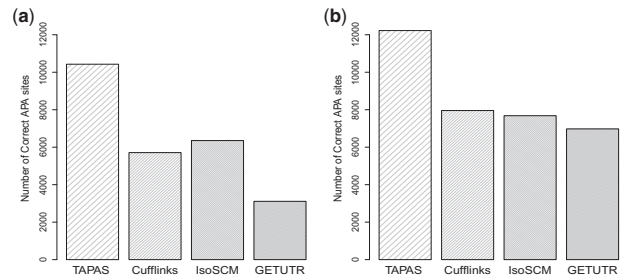 (a)
Number of Correct APA sites
0 2000 4000 6000 8000 10000 12000
TAPAS Cufflinks IsoSCM GETUTR
(b)
Number of Correct APA sites
0 2000 4000 6000 8000 10000 12000
TAPAS Cufflinks IsoSCM GETUTR